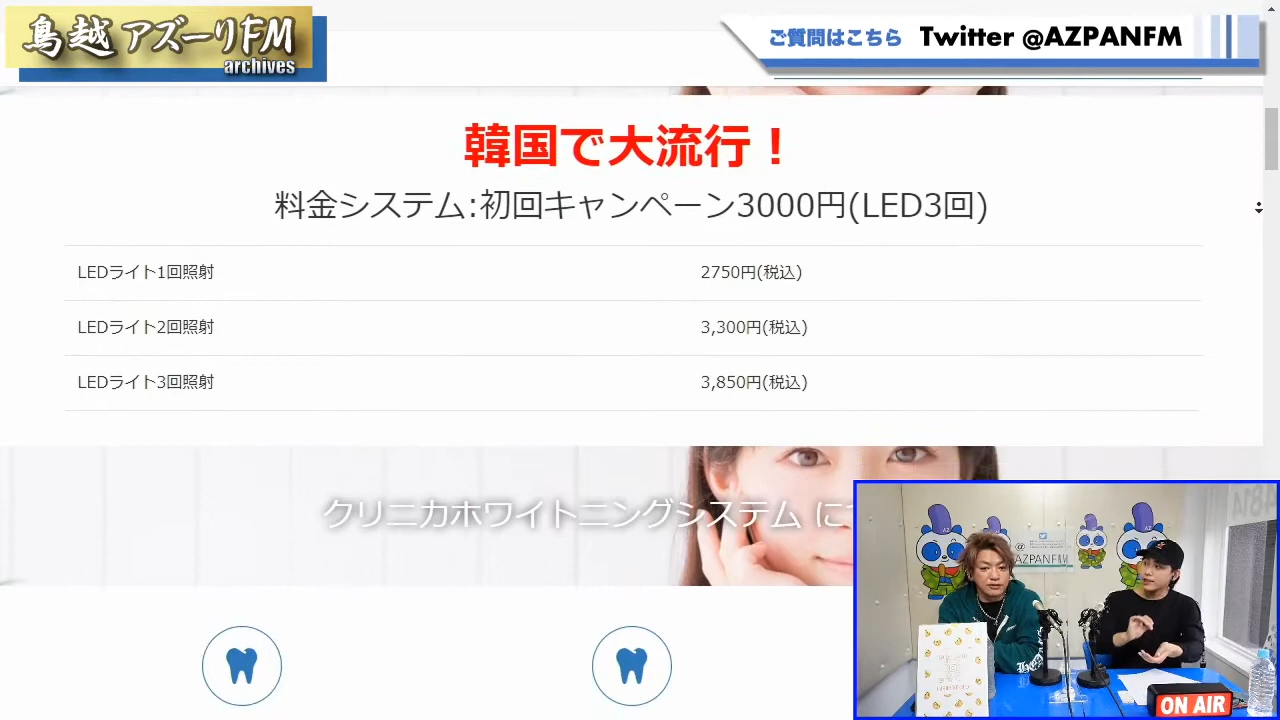 鳥越 アズーリFM
archives
ご質問はこちら Twitter @AZPANFM
韓国で大流行！
料金システム:初回キャンペーン3000円(LED3回)
LEDライト1回照射 2750円(税込)
LEDライト2回照射 3,300円(税込)
LEDライト3回照射 3,850円(税込)
クリニカホワイトニングシステム に
@
AZPANFM
4814
ON AIR